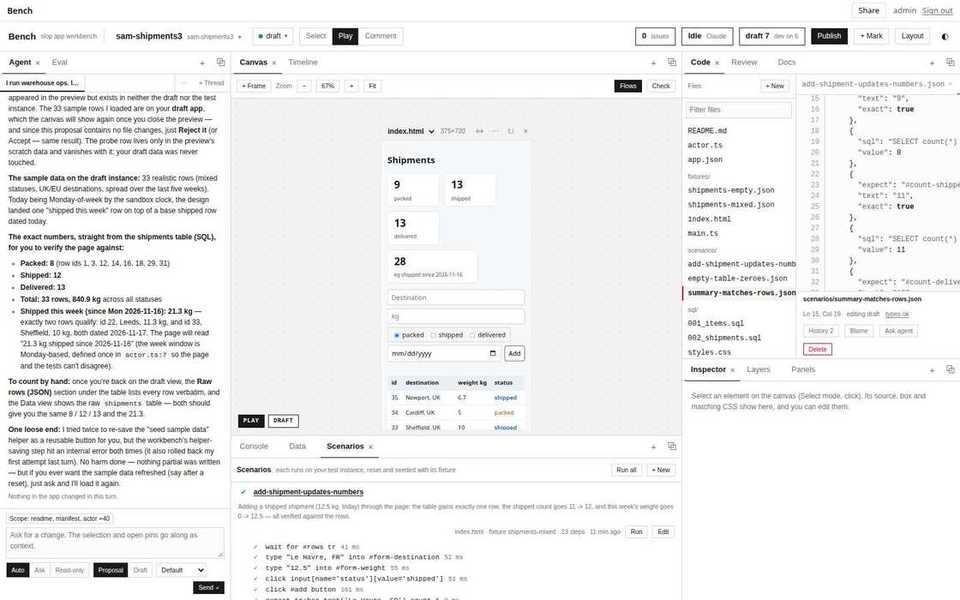 Bench
Share
admin
Sign out
Bench slop app workbench
sam-shipments3 sam-shipments3
draft
Select
Play
Comment
0 issues
Idle Claude
draft 7 dev on 6
Publish
+ Mark
Layout
Agent ×
Eval
I run warehouse ops. I...
+ Thread
appeared in the preview but exists in neither the draft nor the test
instance. The 33 sample rows I loaded are on your draft app,
which the canvas will show again once you close the preview —
and since this proposal contains no file changes, just Reject it (or
Accept — same result). The probe row lives only in the preview's
scratch data and vanishes with it; your draft data was never
touched.
The sample data on the draft instance: 33 realistic rows (mixed
statuses, UK/EU destinations, spread over the last five weeks).
Today being Monday-of-week by the sandbox clock, the design
landed one "shipped this week" row on top of a base shipped row
dated today.
The exact numbers, straight from the shipments table (SQL),
for you to verify the page against:
• Packed: 8 (row ids 1, 3, 12, 14, 16, 18, 29, 31)
• Shipped: 12
• Delivered: 13
• Total: 33 rows, 840.9 kg across all statuses
• Shipped this week (since Mon 2026-11-16): 21.3 kg —
exactly two rows qualify: id 22, Leeds, 11.3 kg, and id 33,
Sheffield, 10 kg, both dated 2026-11-17. The page will read
"21.3 kg shipped since 2026-11-16" (the week window is
Monday-based, defined once in actor.ts:7 so the page
and the tests can't disagree).
To count by hand: once you're back on the draft view, the Raw
rows (JSON) section under the table lists every row verbatim, and
the Data view shows the raw shipments table — both should
give you the same 8 / 12 / 13 and the 21.3.
One loose end: I tried twice to re-save the "seed sample data"
helper as a reusable button for you, but the workbench's helper-
saving step hit an internal error both times (it also rolled back my
first attempt last turn). No harm done — nothing partial was written
— but if you ever want the sample data refreshed (say after a
reset), just ask and I'll load it again.
Nothing in the app changed in this turn.
Scope: readme, manifest, actor +40
Ask for a change. The selection and open pins go along as
context.
Auto
Ask
Read-only
Proposal
Draft
Default
Send
Canvas ×
Timeline
+ Frame
Zoom
−
67%
+
Fit
Flows
Check
index.html
375×720
Shipments
9
packed
13
shipped
13
delivered
28
kg shipped since 2026-11-16
Destination
kg
packed
shipped
delivered
mm/dd/yyyy
Add
id destination weight kg status
35 Newport, UK 6.7 shipped
34 Cardiff, UK 5 packed
33 Sheffield, UK 10 shipped
PLAY
DRAFT
Console
Data
Scenarios ×
Scenarios each runs on your test instance, reset and seeded with its fixture
Run all
+ New
✓ add-shipment-updates-numbers
Adding a shipped shipment (12.5 kg, today) through the page: the table gains exactly one row, the shipped count goes 11 -> 12, and this week's weight goes
0 -> 12.5 — all verified against the rows.
index.html · fixture shipments-mixed · 23 steps · 11 min ago
Run
Edit
✓ wait for #rows tr 41 ms
✓ type "Le Havre, FR" into #form-destination 52 ms
✓ type "12.5" into #form-weight 55 ms
✓ click input[name='status'][value='shipped'] 51 ms
✓ click #add button 161 ms
Code ×
Review
Docs
Files
+ New
Filter files
README.md
actor.ts
app.json
fixtures/
shipments-empty.json
shipments-mixed.json
index.html
main.ts
scenarios/
add-shipment-updates-numb
empty-table-zeroes.json
summary-matches-rows.json
sql/
001_items.sql
002_shipments.sql
styles.css
add-shipment-updates-numbers.json
15 "text": "9",
16 "exact": true
17 },
18 {
19 "sql": "SELECT count(*)
20 "value": 8
21 },
22 {
23 "expect": "#count-shippe
24 "text": "11",
25 "exact": true
26 },
27 {
28 "sql": "SELECT count(*)
29 "value": 11
30 },
31 {
32 "expect": "#count-delive
scenarios/summary-matches-rows.json
Ln 15, Col 19 editing draft types ok
History 2
Blame
Ask agent
Delete
Inspector ×
Layers
Panels
Select an element on the canvas (Select mode, click). Its source, box and
matching CSS show here, and you can edit them.